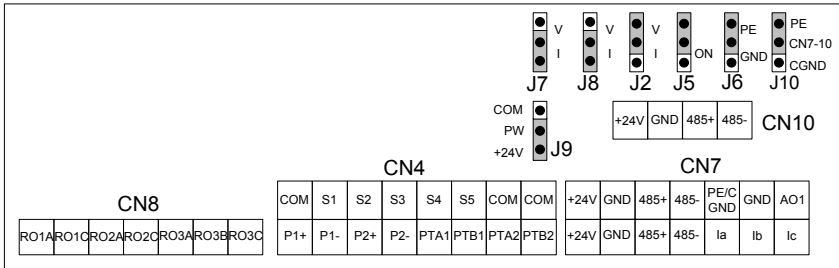 V V V PE PE
I I I ON GND CN7-10
CGND
J7 J8 J2 J5 J6 J10
COM
PW
+24V J9
+24V GND 485+ 485- CN10
CN4 CN7
CN8
COM S1 S2 S3 S4 S5 COM COM +24V GND 485+ 485- PE/C GND GND AO1
RO1A RO1C RO2A RO2C RO3A RO3B RO3C P1+ P1- P2+ P2- PTA1 PTB1 PTA2 PTB2 +24V GND 485+ 485- Ia Ib Ic